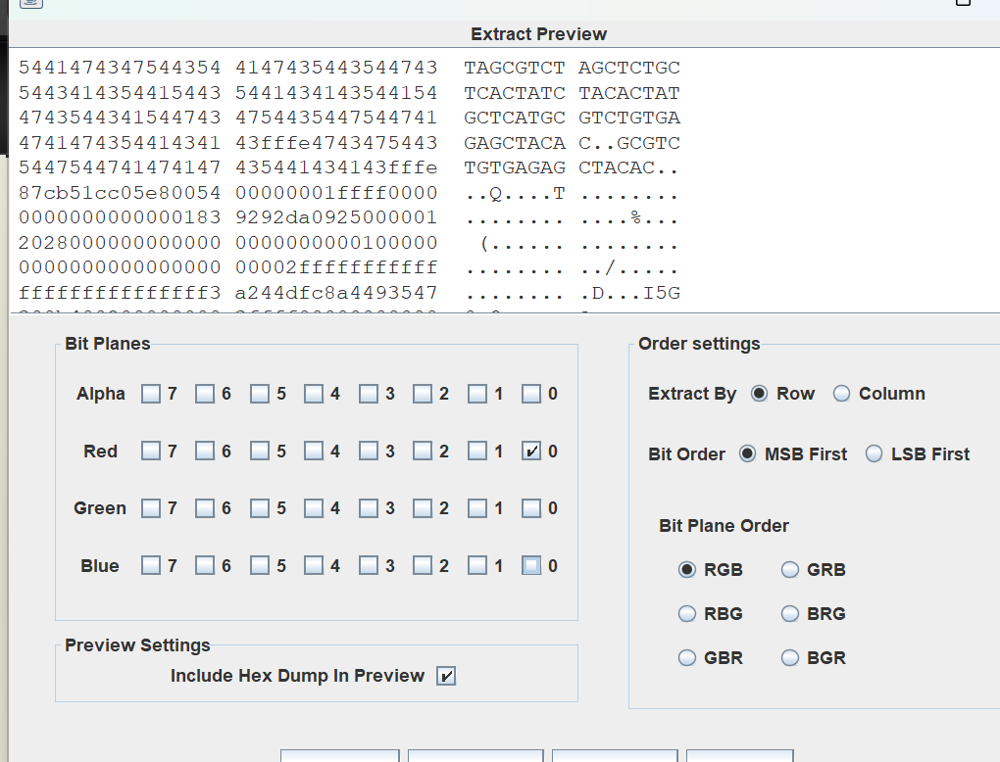 Extract Preview
5441474347544354 4147435443544743 TAGCGTCT AGCTCTGC
5443414354415443 5441434143544154 TCACTATC TACACTAT
4743544341544743 4754435447544741 GCTCATGC GTCTGTGA
4741474354414341 43fffe4743475443 GAGCTACA C..GCGTC
5447544741474147 435441434143fffe TGTGAGAG CTACAC..
87cb51cc05e80054 00000001ffff0000 ..Q....T ........
0000000000000183 9292da0925000001 ........ ....%...
2028000000000000 0000000000100000 (...... ........
0000000000000000 00002fffffffffff ........ ../.....
fffffffffffffff3 a244dfc8a4493547 ........ .D...I5G
Bit Planes
Alpha 7 6 5 4 3 2 1 0
Red 7 6 5 4 3 2 1 0
Green 7 6 5 4 3 2 1 0
Blue 7 6 5 4 3 2 1 0
Preview Settings
Include Hex Dump In Preview
Order settings
Extract By Row Column
Bit Order MSB First LSB First
Bit Plane Order
RGB GRB
RBG BRG
GBR BGR